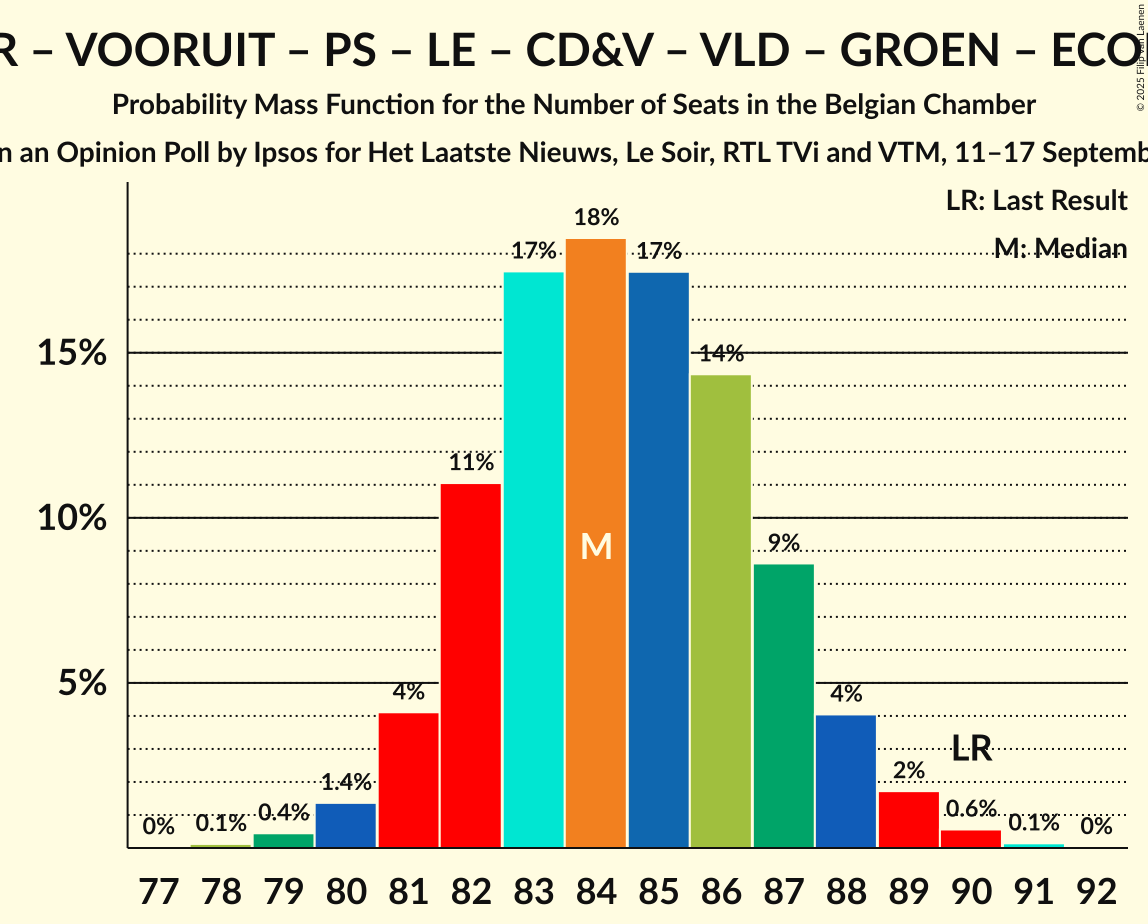 R – VOORUIT – PS – LE – CD&V – VLD – GROEN – ECO
Probability Mass Function for the Number of Seats in the Belgian Chamber
n an Opinion Poll by Ipsos for Het Laatste Nieuws, Le Soir, RTL TVi and VTM, 11–17 Septemb
© 2025 Filip van Laenen
LR: Last Result
M: Median
15%
10%
5%
0%
0.1%
0.4%
1.4%
4%
11%
17%
18%
17%
14%
9%
4%
2%
0.6%
0.1%
0%
M
LR
77 78 79 80 81 82 83 84 85 86 87 88 89 90 91 92